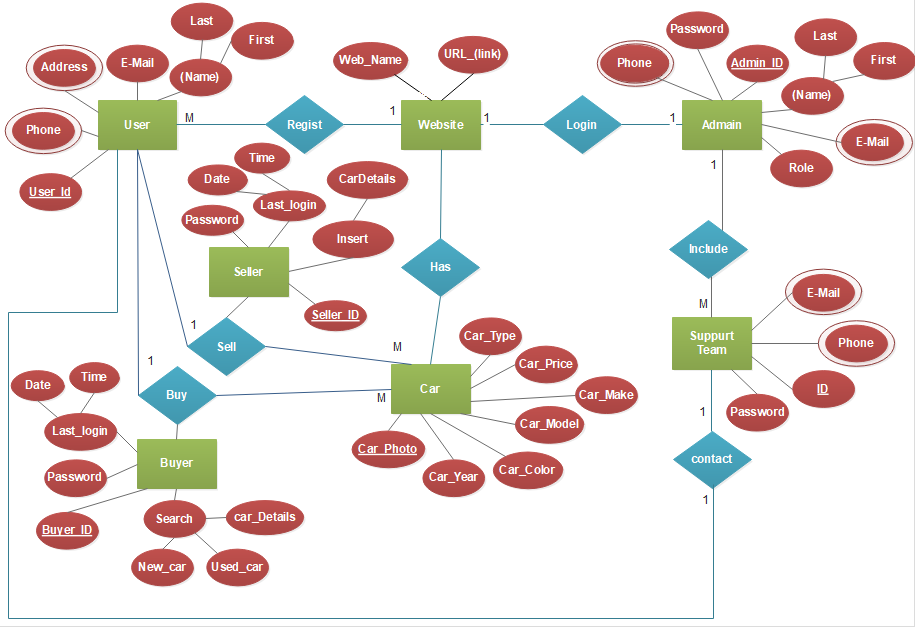 Last
First
Address
E-Mail
(Name)
Phone
User
User_Id
M
Regist
1
Web_Name
URL_(link)
Website
1
Login
1
Password
Phone
Admin_ID
Last
First
(Name)
Admain
E-Mail
Role
1
Time
Date
Last_login
Password
CarDetails
Insert
Seller
Seller_ID
Has
Include
M
E-Mail
Suppurt
Team
Phone
ID
Password
1
contact
1
1
Sell
M
1
Buy
M
Car_Type
Car_Price
Car
Car_Make
Car_Model
Car_Photo
Car_Year
Car_Color
Date
Time
Last_login
Password
Buyer
Buyer_ID
Search
car_Details
New_car
Used_car